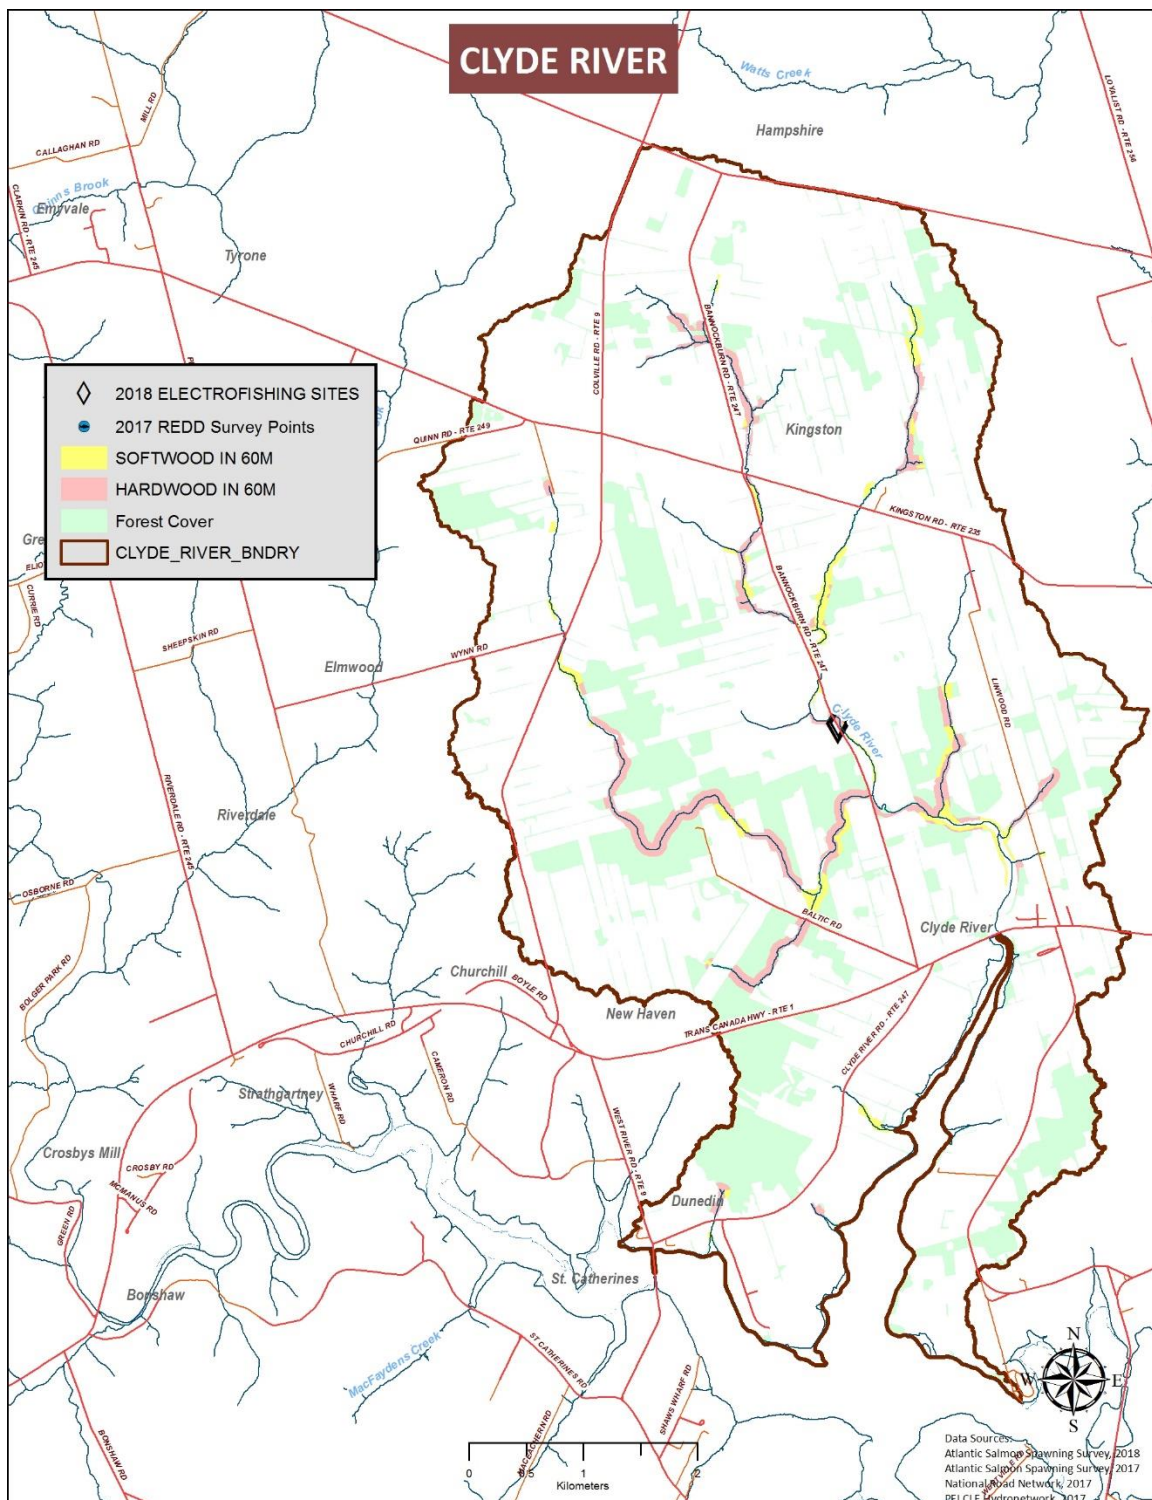 CLYDE RIVER
Watts Creek
Hampshire
LOYALIST RD - RTE 256
MILL RD
CALLAGHAN RD
CLARKIN RD - RTE 245
Emyvale
Tyrone
COLVILLE RD - RTE 9
BANNOCKBURN RD - RTE 247
Kingston
2018 ELECTROFISHING SITES
2017 REDD Survey Points
SOFTWOOD IN 60M
HARDWOOD IN 60M
Forest Cover
CLYDE_RIVER_BNDRY
QUINN RD - RTE 249
KINGSTON RD - RTE 235
CURRIE RD
SHEEPSKIN RD
Elmwood
WYNN RD
BANNOCKBURN RD - RTE 247
LINWOOD RD
Clyde River
Riverdale
RIVERDALE RD - RTE 245
OSBORNE RD
BALTIC RD
Clyde River
BOLGER PARK RD
Churchill
BOYLE RD
New Haven
TRANS CANADA HWY - RTE 1
CLYDE RIVER RD - RTE 247
CHURCHILL RD
CAMERON RD
Strathgartney
WHARF RD
WEST RIVER RD - RTE 9
Crosbys Mill
CROSBY RD
MCMANUS RD
GREEN RD
Dunedin
St. Catherines
Bonshaw
MacFaydens Creek
ST CATHERINES RD
SHAWS WHARF RD
MACEACHERN RD
BONSHAW RD
N
W E
S
0 0.5 1 2
Kilometers
Data Sources:
Atlantic Salmon Spawning Survey, 2018
Atlantic Salmon Spawning Survey, 2017
National Road Network, 2017